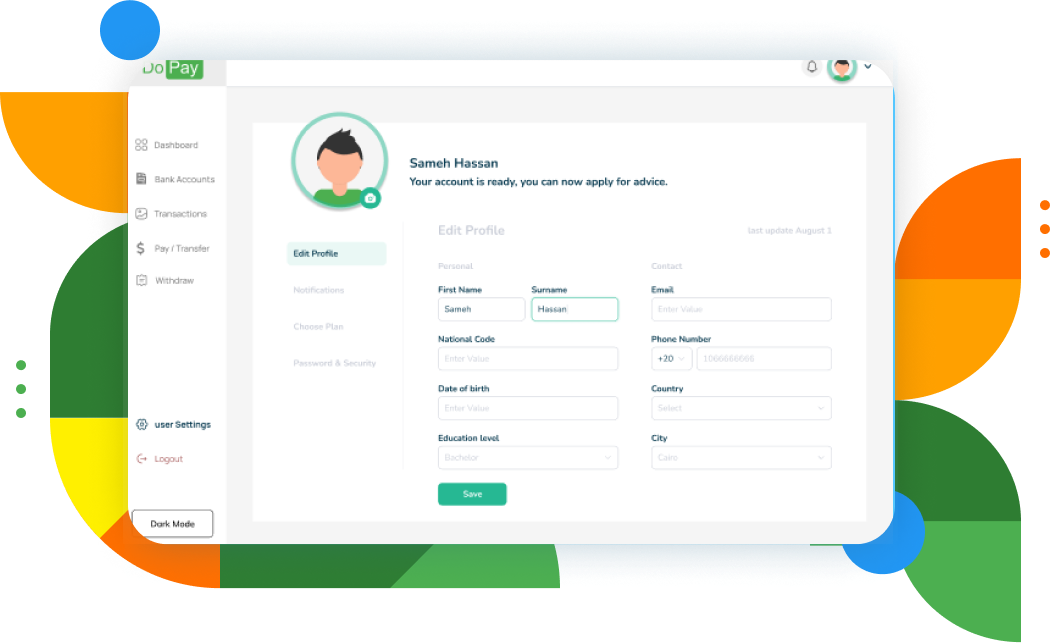 Do Pay
Dashboard
Bank Accounts
Transactions
Pay / Transfer
Withdraw
user Settings
Logout
Dark Mode
Sameh Hassan
Your account is ready, you can now apply for advice.
Edit Profile
Notifications
Choose Plan
Password & Security
Edit Profile
last update August 1
Personal
Contact
First Name
Surname
Email
Sameh
Hassan
Enter Value
National Code
Phone Number
Enter Value
+20
1066666666
Date of birth
Country
Enter Value
Select
Education level
City
Bachelor
Cairo
Save